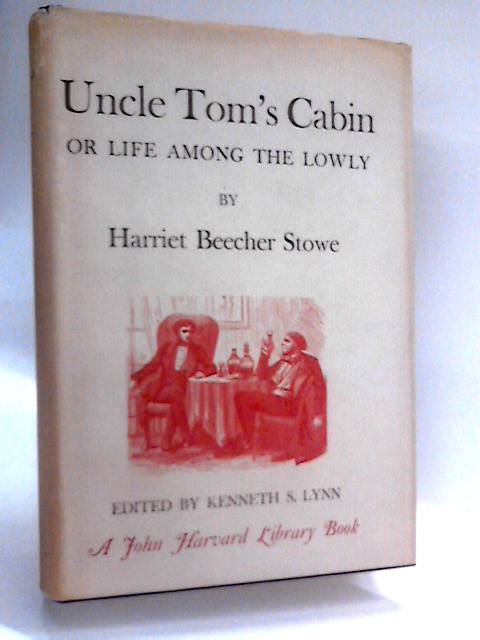 Uncle Tom's Cabin
OR LIFE AMONG THE LOWLY
BY
Harriet Beecher Stowe
EDITED BY KENNETH S. LYNN
A John Harvard Library Book